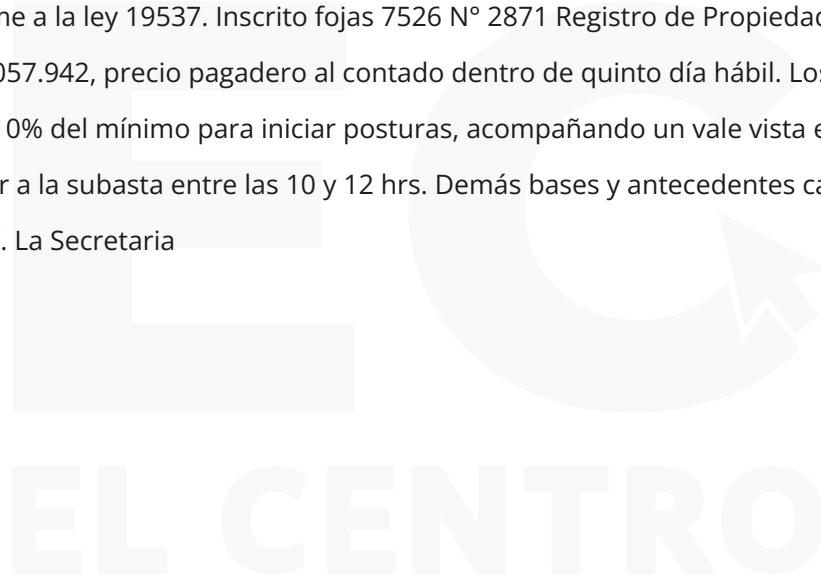 me a la ley 19537. Inscrito fojas 7526 N° 2871 Registro de Propiedad
057.942, precio pagadero al contado dentro de quinto día hábil. Los
0% del mínimo para iniciar posturas, acompañando un vale vista e
r a la subasta entre las 10 y 12 hrs. Demás bases y antecedentes ca
. La Secretaria
EC
EL CENTRO